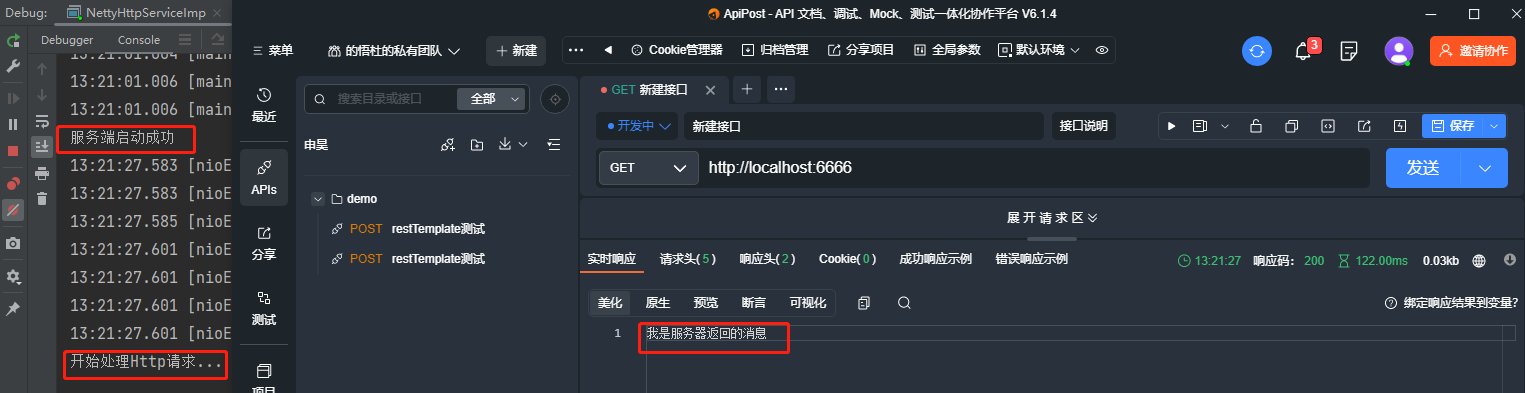 Debug: NettyHttpServiceImp
Debugger Console
13:21:01.004 [main
13:21:01.006 [main
13:21:01.006 [main
服务端启动成功
13:21:27.583 [nioE
13:21:27.583 [nioE
13:21:27.585 [nioE
13:21:27.601 [nioE
13:21:27.601 [nioE
13:21:27.601 [nioE
13:21:27.601 [nioE
开始处理Http请求...
ApiPost - API 文档、调试、Mock、测试一体化协作平台 V6.1.4
菜单 的悟杜的私有团队 新建 Cookie管理器 归档管理 分享项目 全局参数 默认环境 3 邀请协作
最近
APIs
分享
测试
项目
搜索目录或接口 全部
申昊
demo
POST restTemplate测试
POST restTemplate测试
GET 新建接口
开发中 新建接口 接口说明 保存
GET http://localhost:6666 发送
展开请求区
实时响应 请求头(5) 响应头(2) Cookie(0) 成功响应示例 错误响应示例 13:21:27 响应码: 200 122.00ms 0.03kb
美化 原生 预览 断言 可视化 绑定响应结果到变量?
1 我是服务器返回的消息